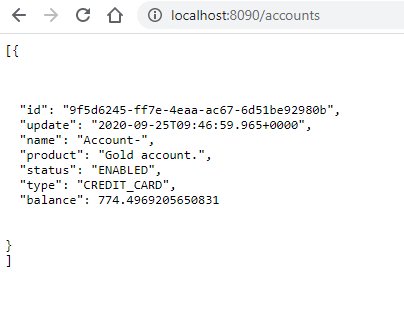 localhost:8090/accounts
[{
"id": "9f5d6245-ff7e-4eaa-ac67-6d51be92980b",
"update": "2020-09-25T09:46:59.965+0000",
"name": "Account-",
"product": "Gold account.",
"status": "ENABLED",
"type": "CREDIT_CARD",
"balance": 774.4969205650831
}
]